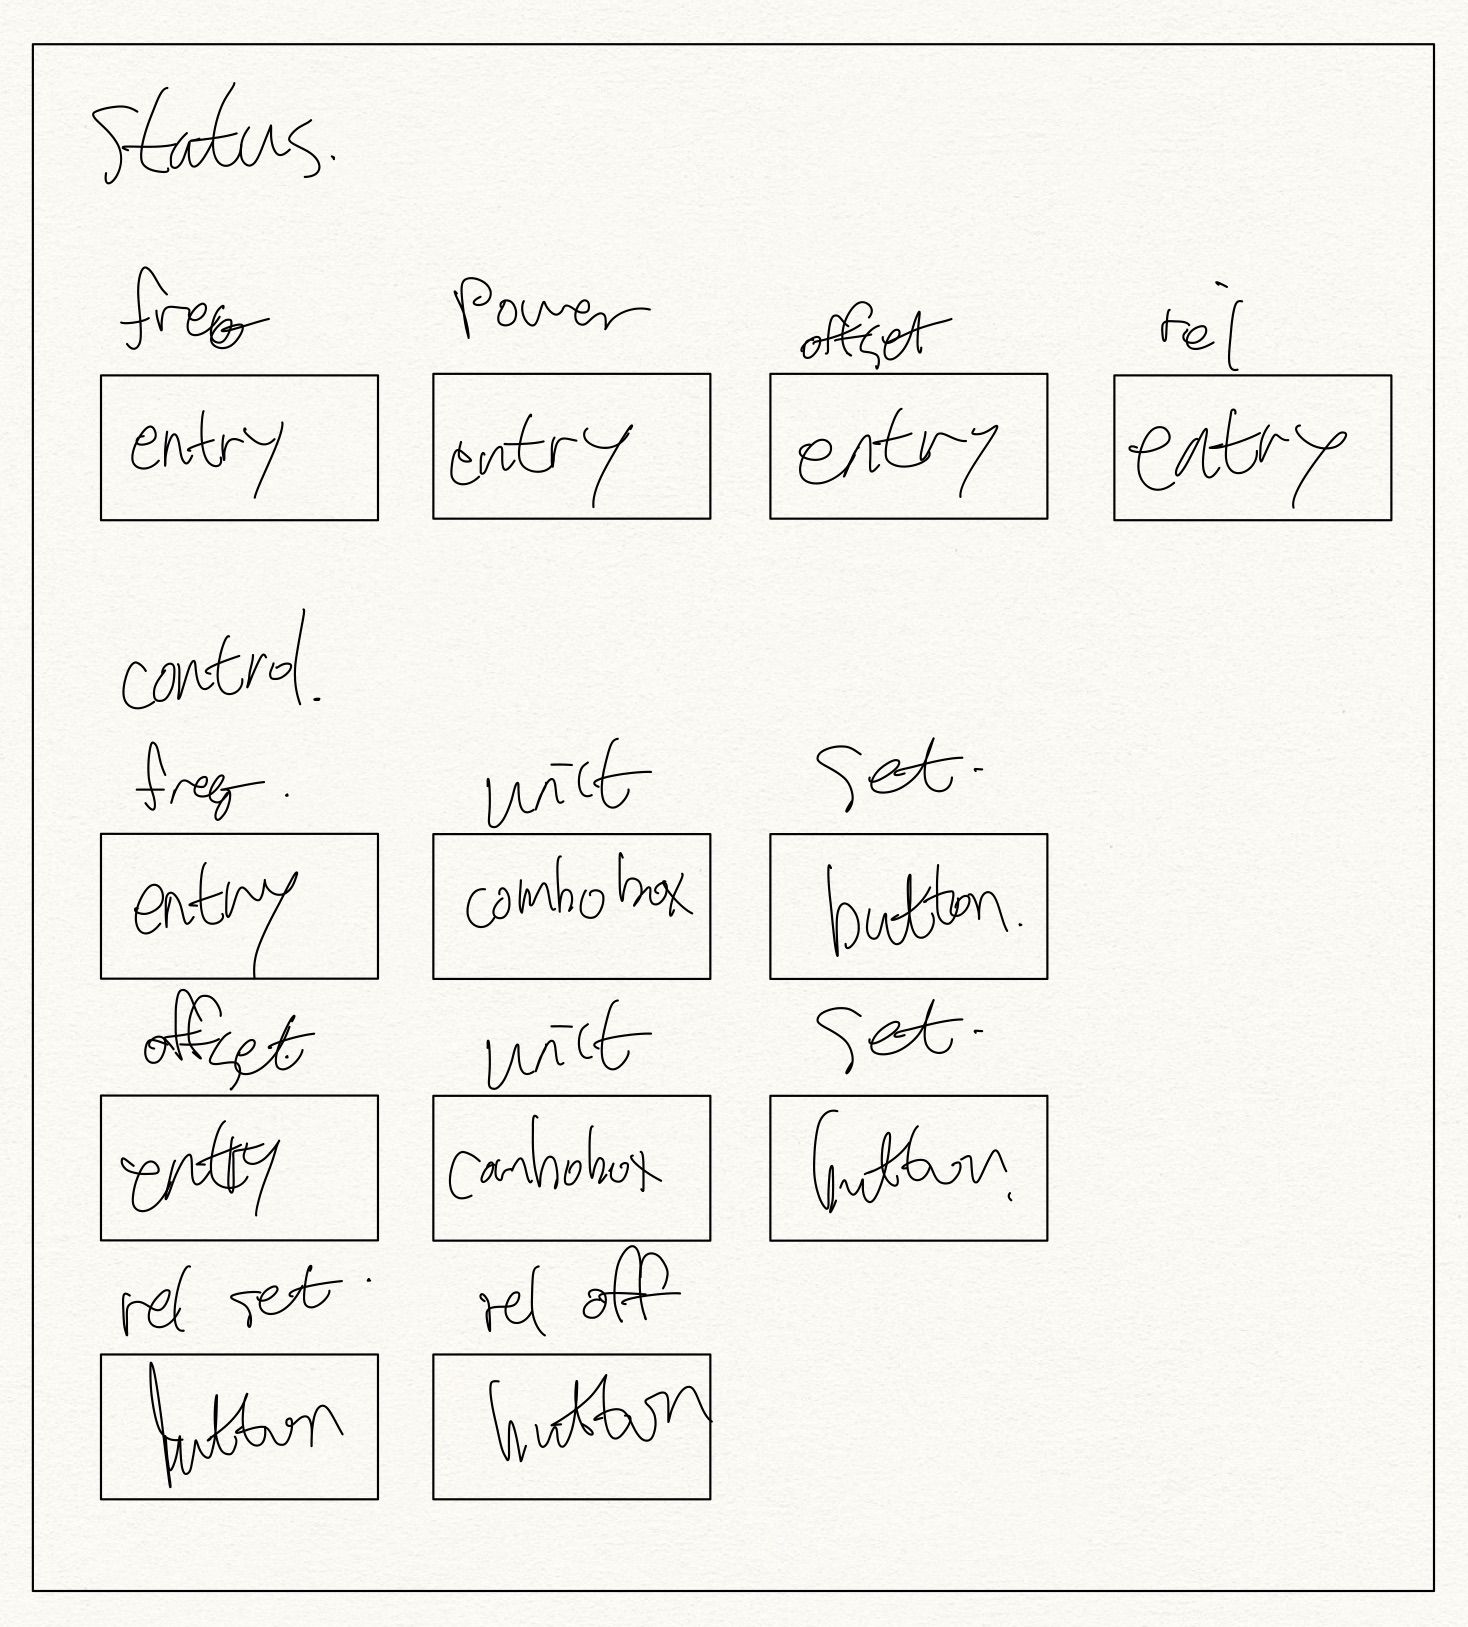 Status.
freq power offset rel
entry entry entry entry
control.
freq. unit set.
entry combobox button.
offset unit set.
entry combobox button.
rel set. rel off
button button